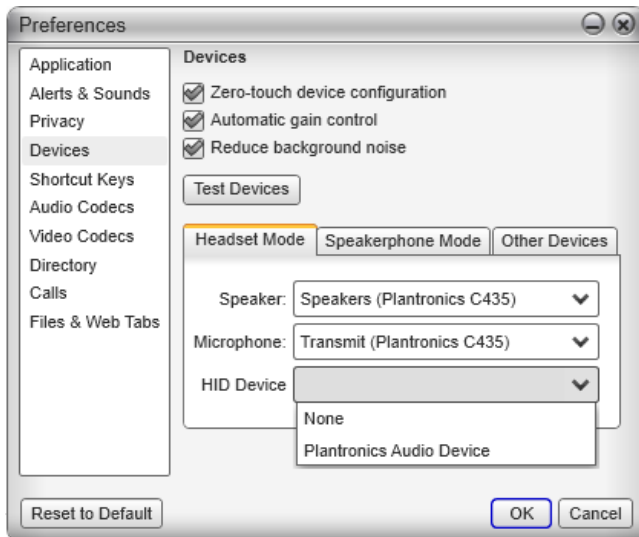 Preferences
Application
Alerts & Sounds
Privacy
Devices
Shortcut Keys
Audio Codecs
Video Codecs
Directory
Calls
Files & Web Tabs
Devices
Zero-touch device configuration
Automatic gain control
Reduce background noise
Test Devices
Headset Mode Speakerphone Mode Other Devices
Speaker: Speakers (Plantronics C435)
Microphone: Transmit (Plantronics C435)
HID Device
None
Plantronics Audio Device
Reset to Default OK Cancel